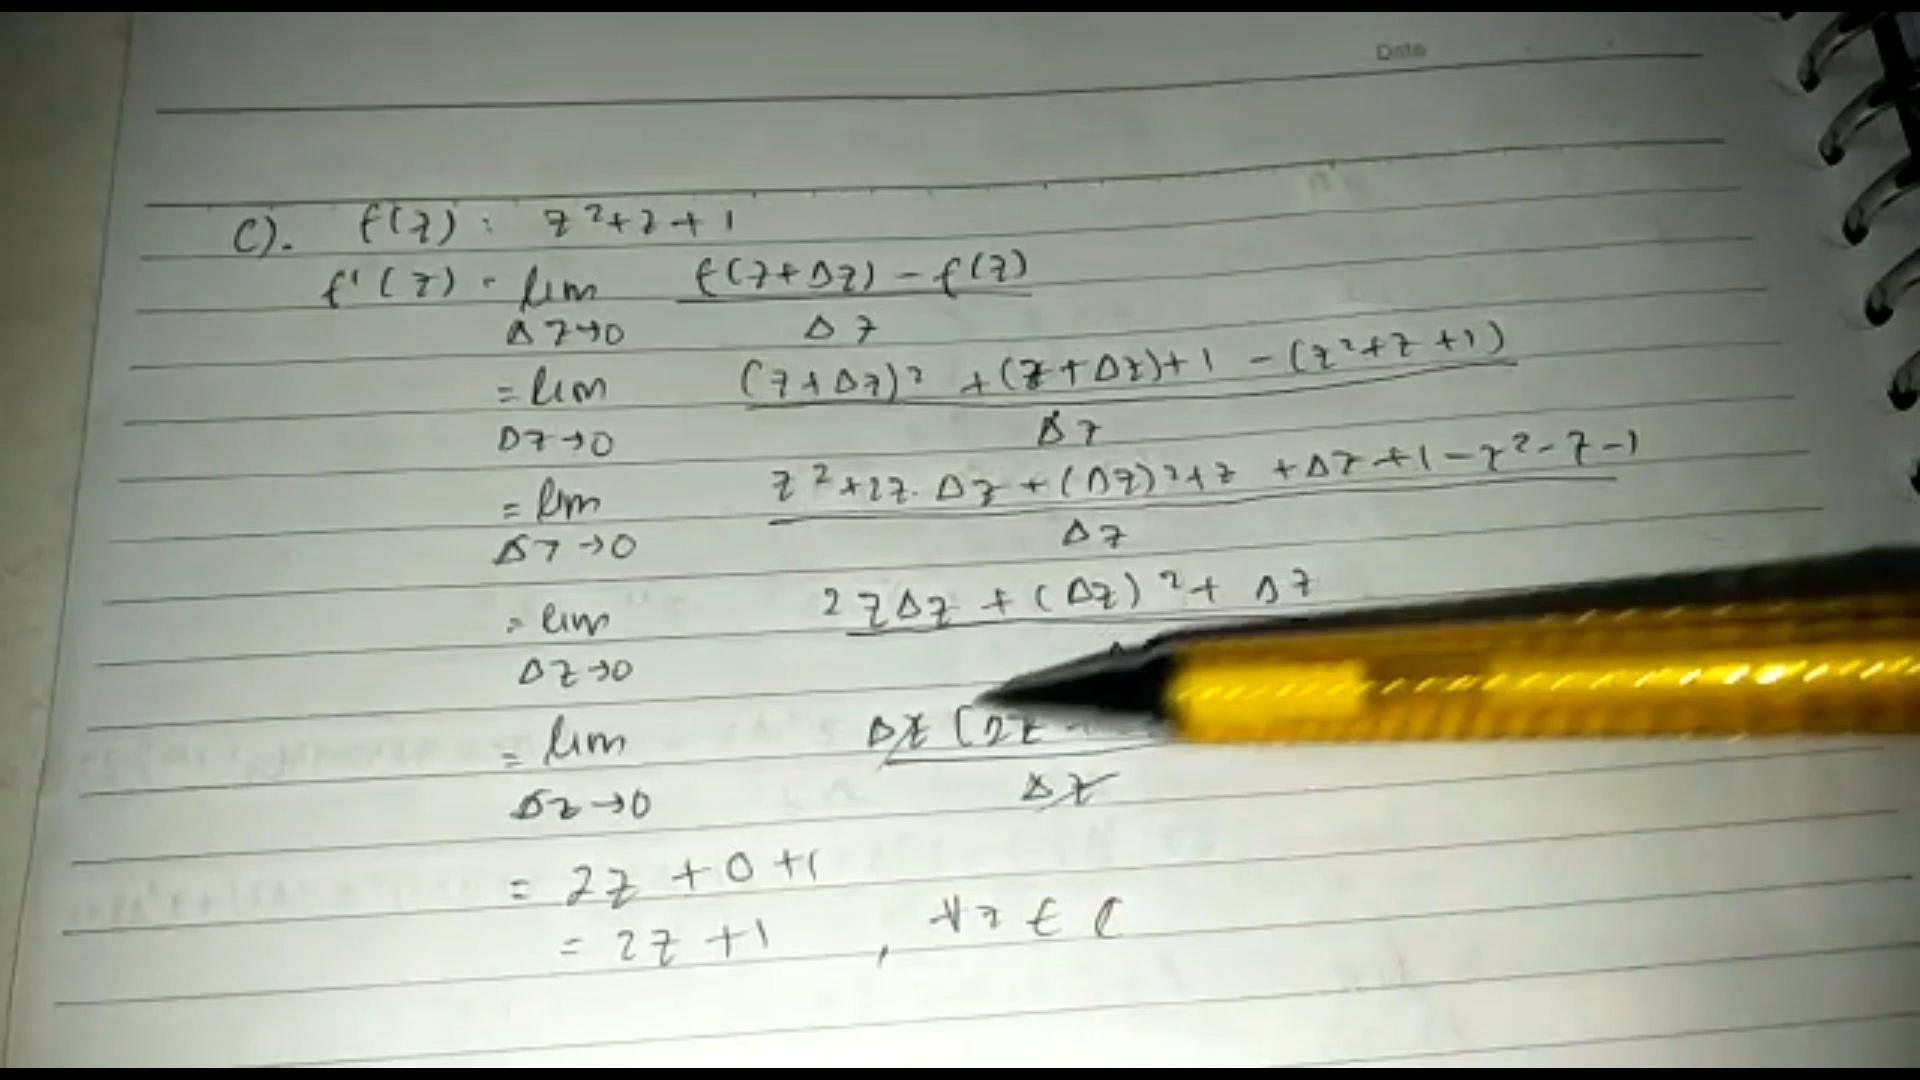 Date
C). f(z) : z²+z+1
f'(z) = lim f(z+Δz) - f(z)
Δz→0 Δz
= lim (z+Δz)² + (z+Δz)+1 - (z²+z+1)
Δz→0 Δz
= lim z²+2z.Δz+(Δz)²+z +Δz+1-z²-z-1
Δz→0 Δz
= lim 2zΔz + (Δz)² + Δz
Δz→0
= lim Δz (2z
Δz→0 Δz
= 2z +0+1
= 2z +1 , ∀z ∈ C